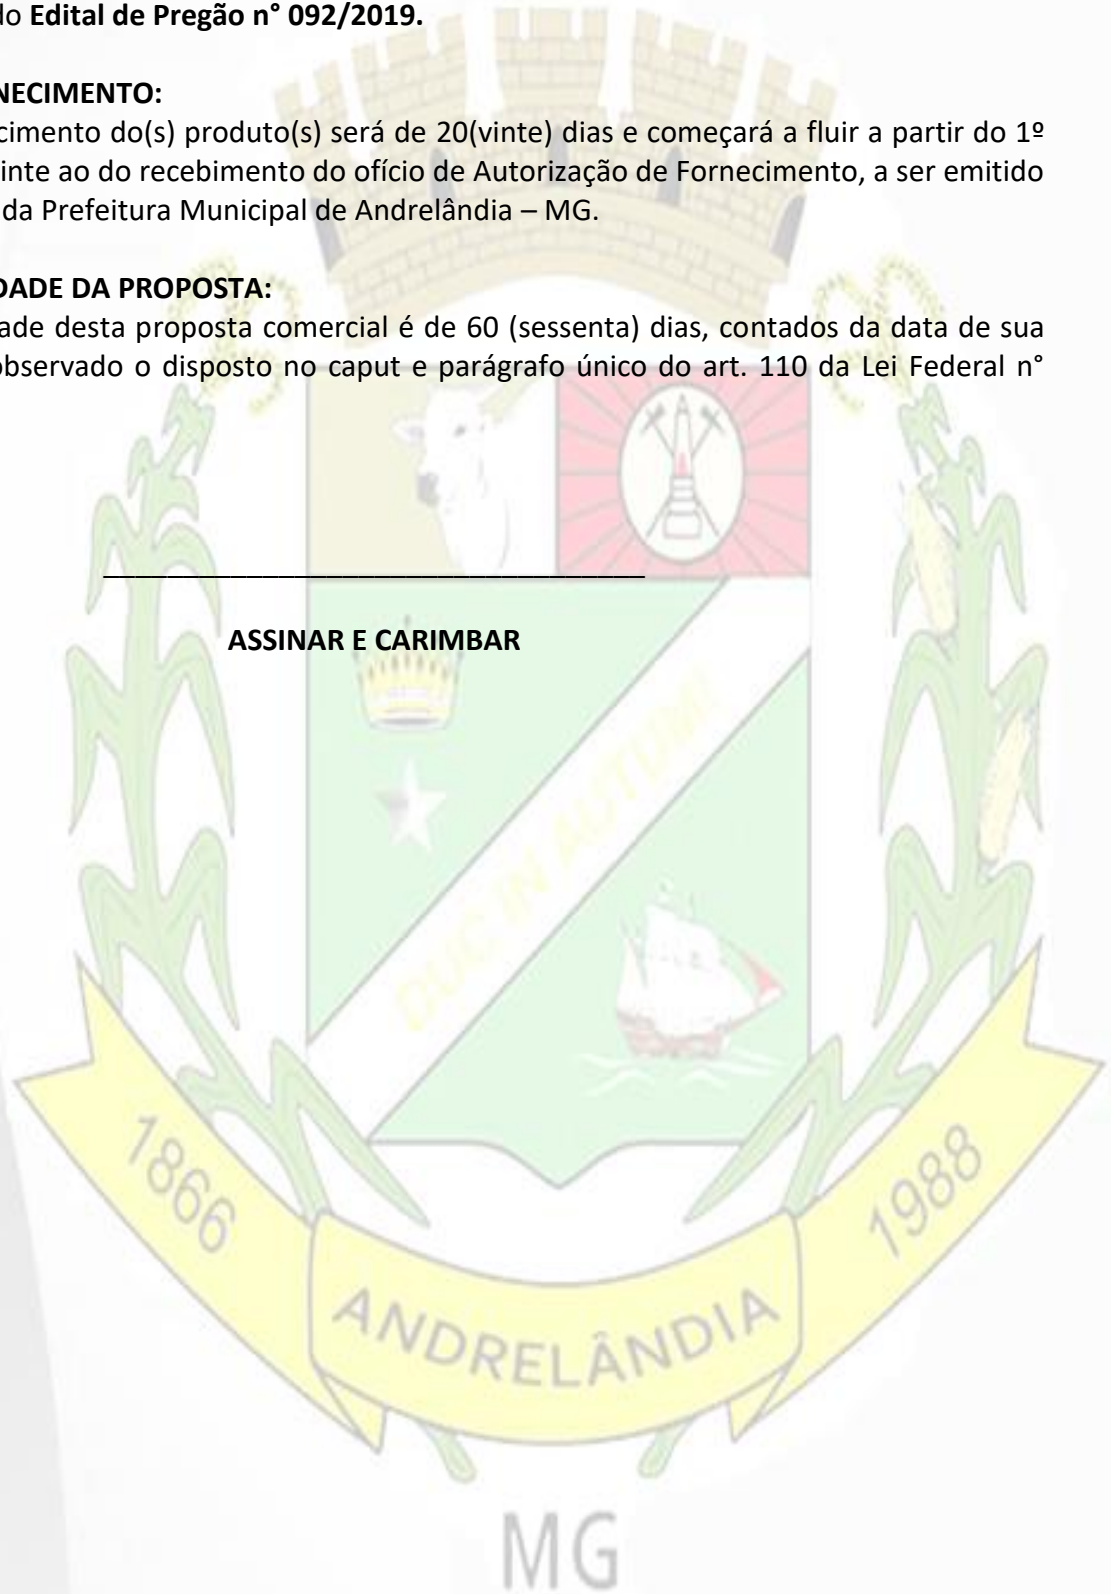 do Edital de Pregão n° 092/2019.
NECIMENTO:
cimento do(s) produto(s) será de 20(vinte) dias e começará a fluir a partir do 1º
inte ao do recebimento do ofício de Autorização de Fornecimento, a ser emitido
da Prefeitura Municipal de Andrelândia – MG.
DADE DA PROPOSTA:
ade desta proposta comercial é de 60 (sessenta) dias, contados da data de sua
observado o disposto no caput e parágrafo único do art. 110 da Lei Federal n°
ASSINAR E CARIMBAR
DUC IN ALTUM!
1866
ANDRELÂNDIA
1988
MG